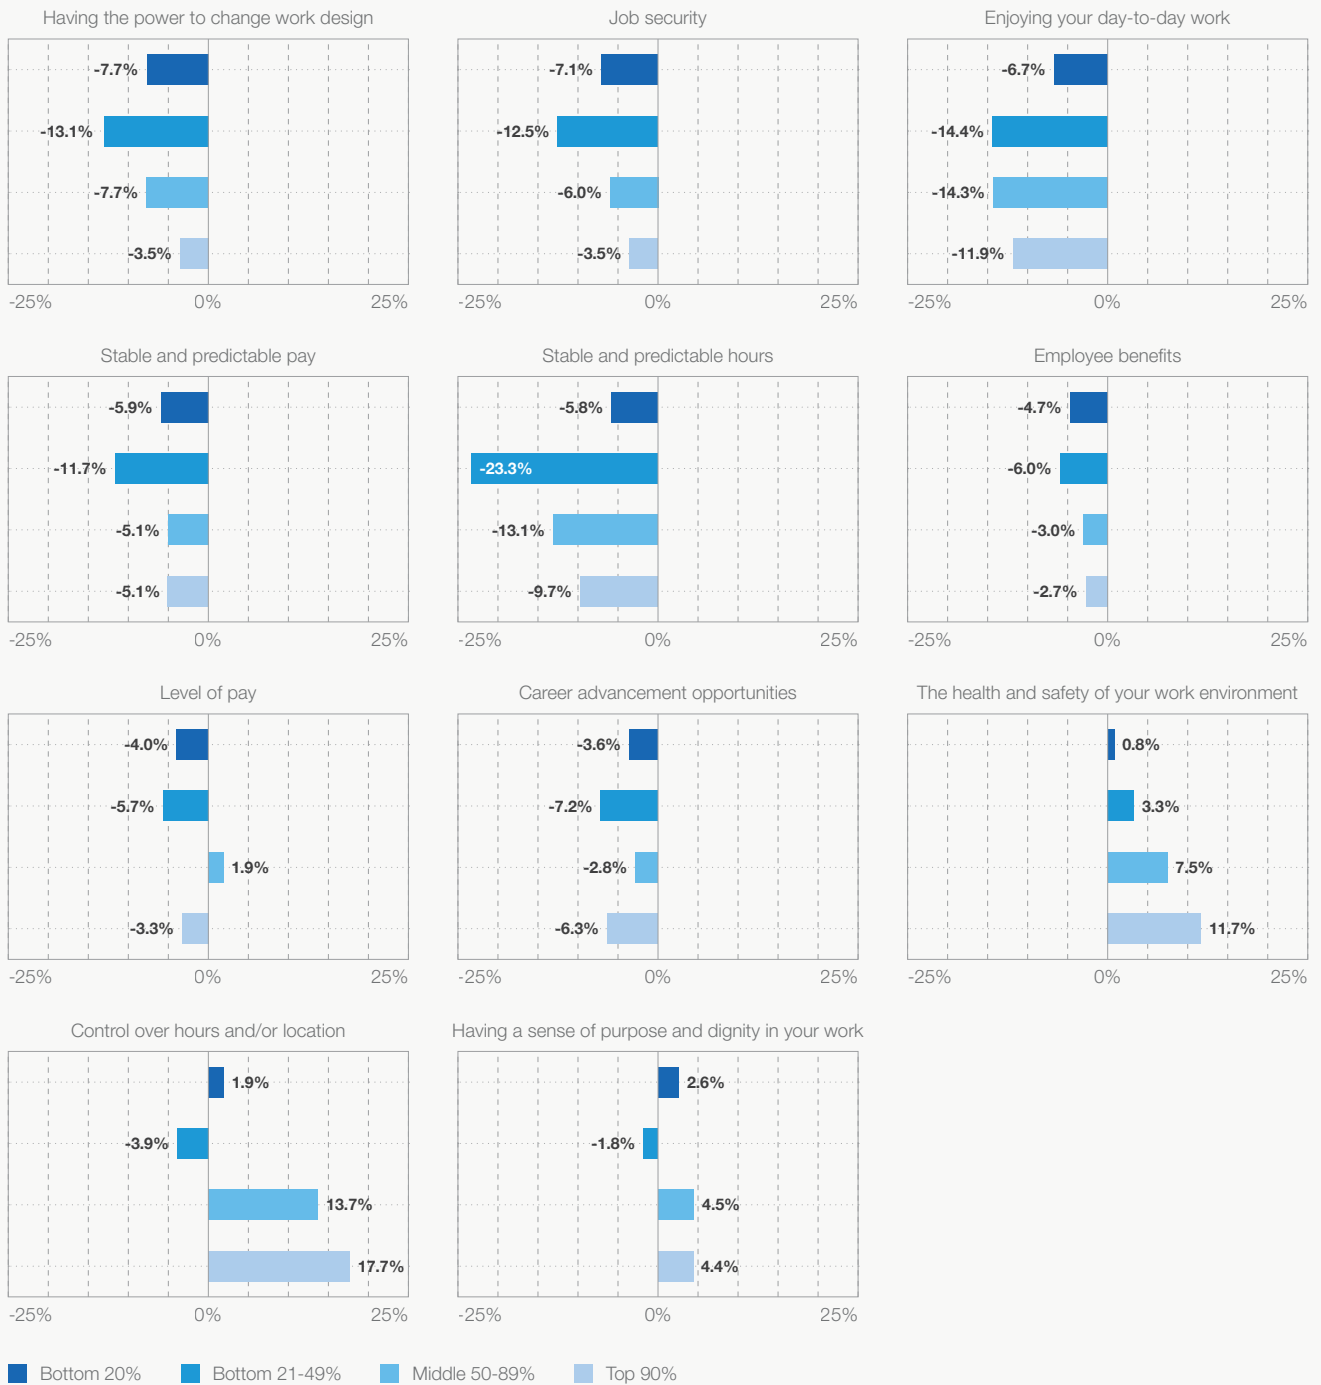 Having the power to change work design
-7.7%
-13.1%
-7.7%
-3.5%
-25% 0% 25%
Job security
-7.1%
-12.5%
-6.0%
-3.5%
-25% 0% 25%
Enjoying your day-to-day work
-6.7%
-14.4%
-14.3%
-11.9%
-25% 0% 25%
Stable and predictable pay
-5.9%
-11.7%
-5.1%
-5.1%
-25% 0% 25%
Stable and predictable hours
-5.8%
-23.3%
-13.1%
-9.7%
-25% 0% 25%
Employee benefits
-4.7%
-6.0%
-3.0%
-2.7%
-25% 0% 25%
Level of pay
-4.0%
-5.7%
1.9%
-3.3%
-25% 0% 25%
Career advancement opportunities
-3.6%
-7.2%
-2.8%
-6.3%
-25% 0% 25%
The health and safety of your work environment
0.8%
3.3%
7.5%
11.7%
-25% 0% 25%
Control over hours and/or location
1.9%
-3.9%
13.7%
17.7%
-25% 0% 25%
Having a sense of purpose and dignity in your work
2.6%
-1.8%
4.5%
4.4%
-25% 0% 25%
Bottom 20% Bottom 21-49% Middle 50-89% Top 90%